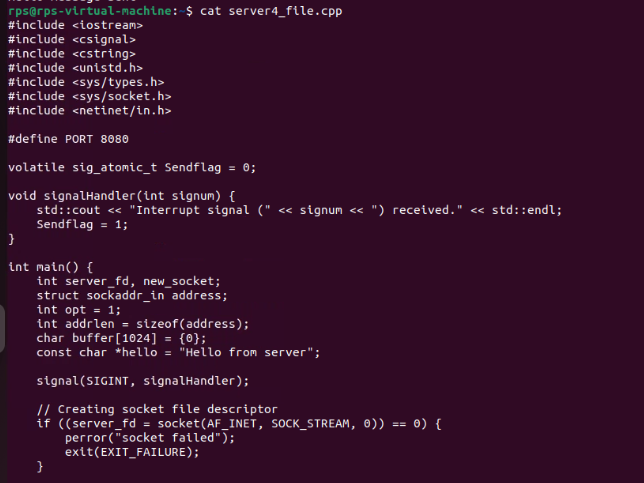 rps@rps-virtual-machine:~$ cat server4_file.cpp
#include <iostream>
#include <csignal>
#include <cstring>
#include <unistd.h>
#include <sys/types.h>
#include <sys/socket.h>
#include <netinet/in.h>

#define PORT 8080

volatile sig_atomic_t Sendflag = 0;

void signalHandler(int signum) {
    std::cout << "Interrupt signal (" << signum << ") received." << std::endl;
    Sendflag = 1;
}

int main() {
    int server_fd, new_socket;
    struct sockaddr_in address;
    int opt = 1;
    int addrlen = sizeof(address);
    char buffer[1024] = {0};
    const char *hello = "Hello from server";

    signal(SIGINT, signalHandler);

    // Creating socket file descriptor
    if ((server_fd = socket(AF_INET, SOCK_STREAM, 0)) == 0) {
        perror("socket failed");
        exit(EXIT_FAILURE);
    }